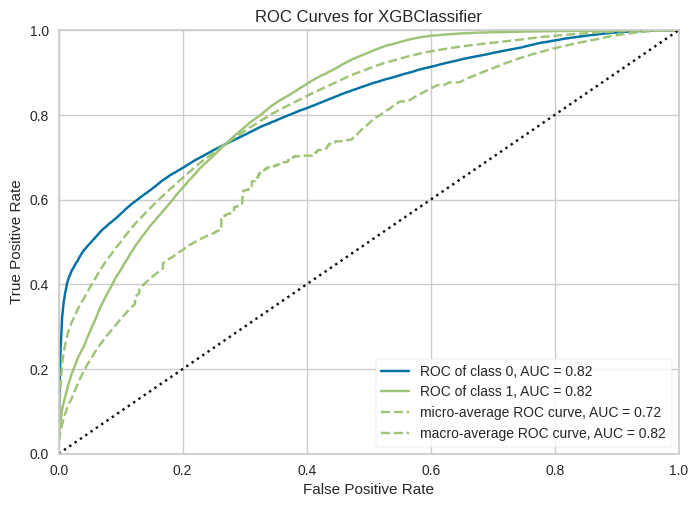 ROC Curves for XGBClassifier
1.0
0.8
0.6
0.4
0.2
0.0
True Positive Rate
0.0 0.2 0.4 0.6 0.8 1.0
False Positive Rate
ROC of class 0, AUC = 0.82
ROC of class 1, AUC = 0.82
micro-average ROC curve, AUC = 0.72
macro-average ROC curve, AUC = 0.82